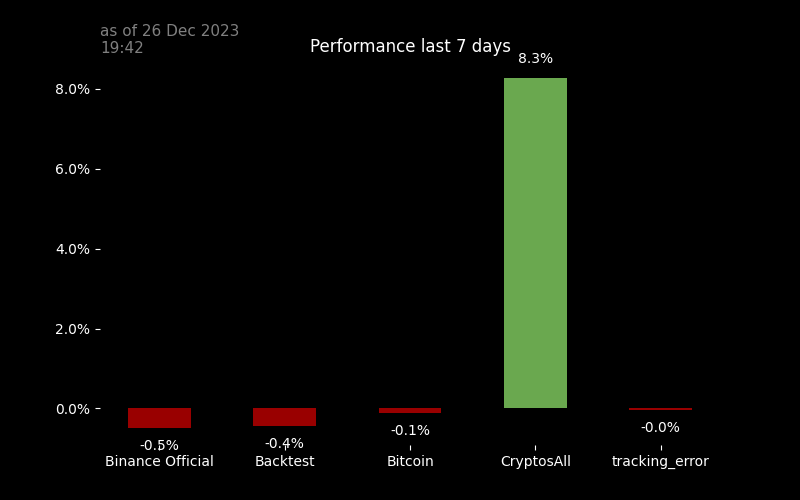 as of 26 Dec 2023
19:42
Performance last 7 days
8.3%
8.0%
6.0%
4.0%
2.0%
0.0%
-0.5%
-0.4%
-0.1%
-0.0%
Binance Official
Backtest
Bitcoin
CryptosAll
tracking_error